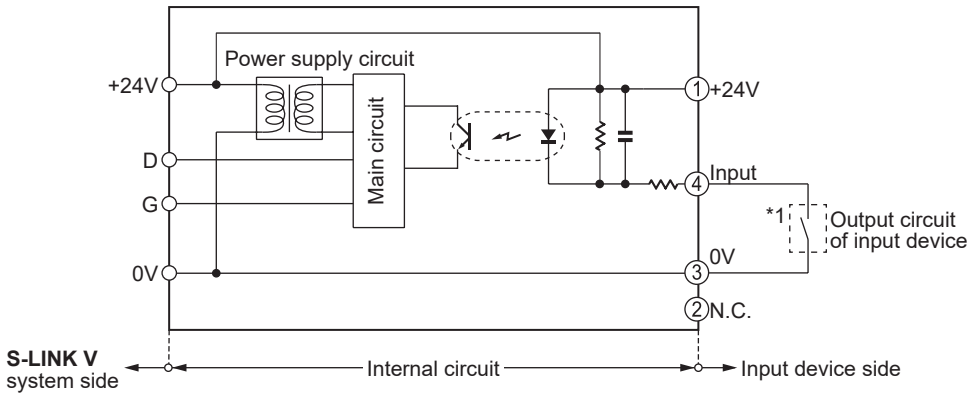 Power supply circuit
+24V
D
G
0V
Main circuit
1 +24V
4 Input
*1
Output circuit
of input device
3 0V
2 N.C.
S-LINK V
system side
Internal circuit
Input device side